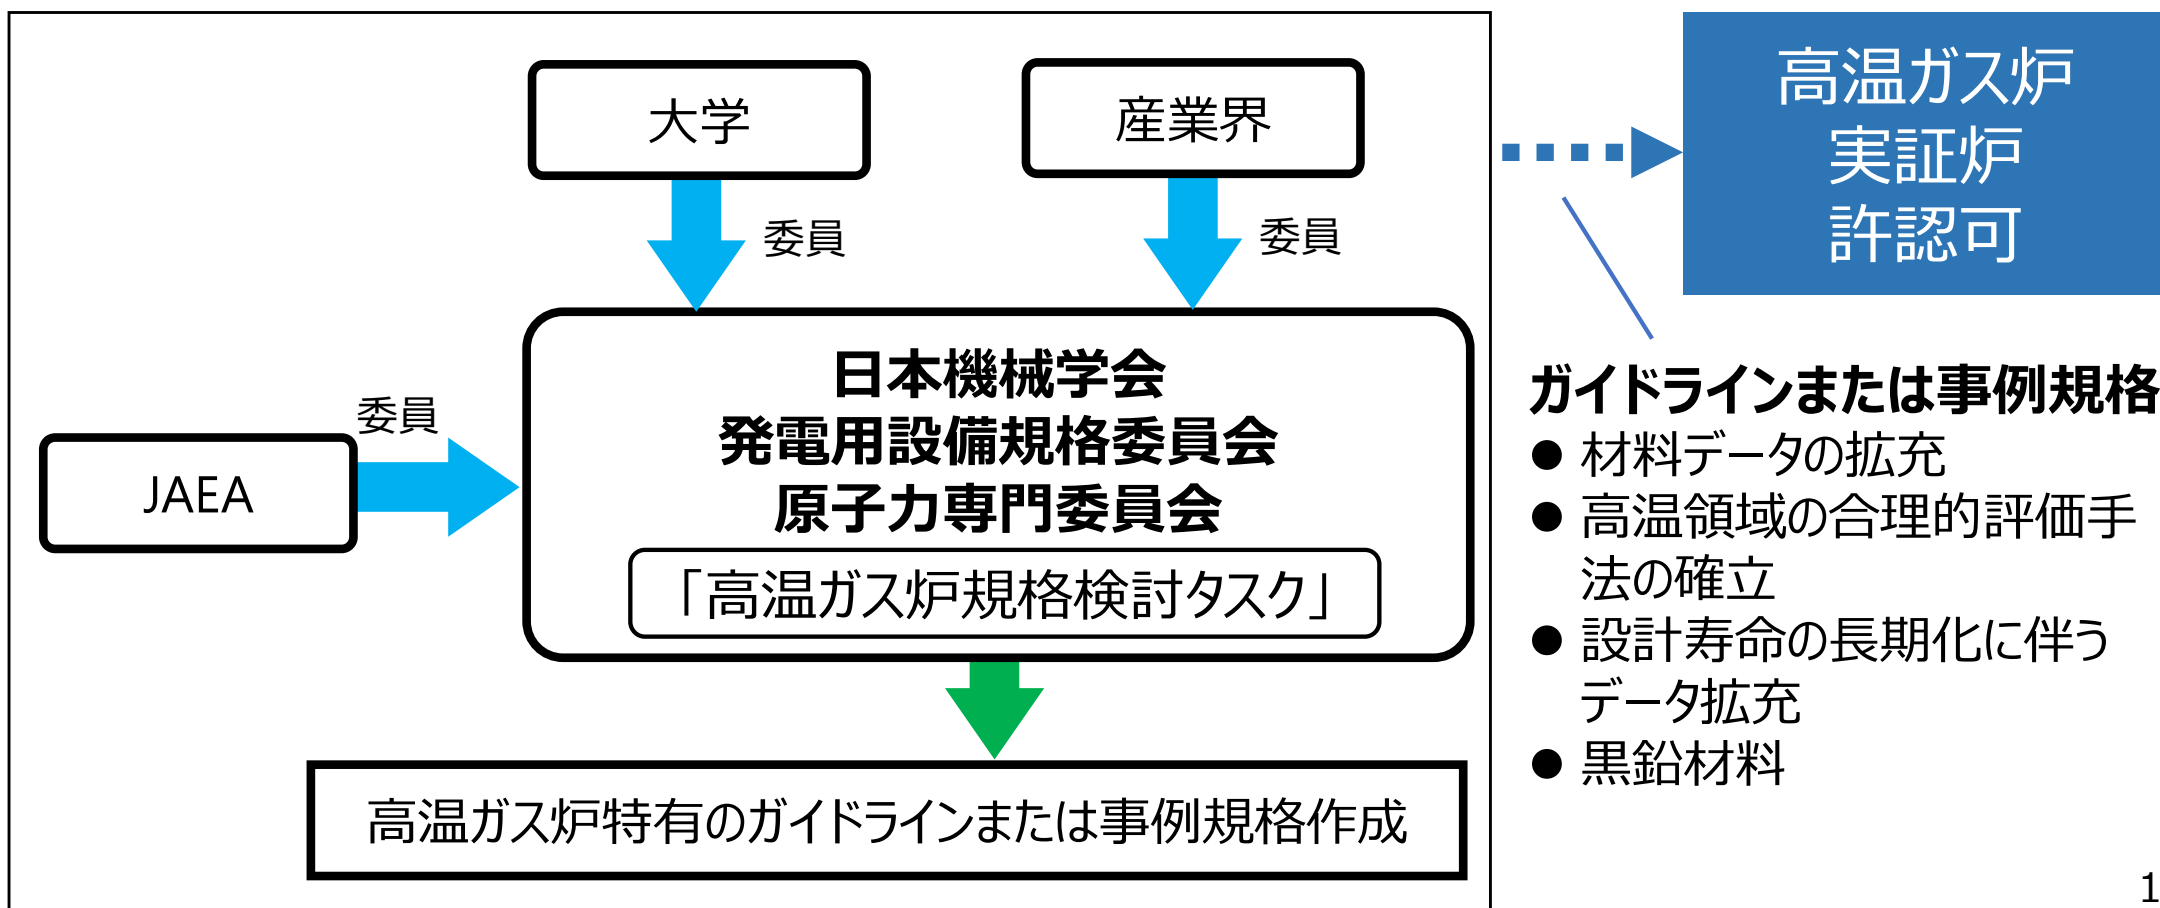 大学
産業界
委員
委員
委員
JAEA
日本機械学会
発電用設備規格委員会
原子力専門委員会
「高温ガス炉規格検討タスク」
高温ガス炉特有のガイドラインまたは事例規格作成
高温ガス炉
実証炉
許認可
ガイドラインまたは事例規格
● 材料データの拡充
● 高温領域の合理的評価手
法の確立
● 設計寿命の長期化に伴う
データ拡充
● 黒鉛材料
1